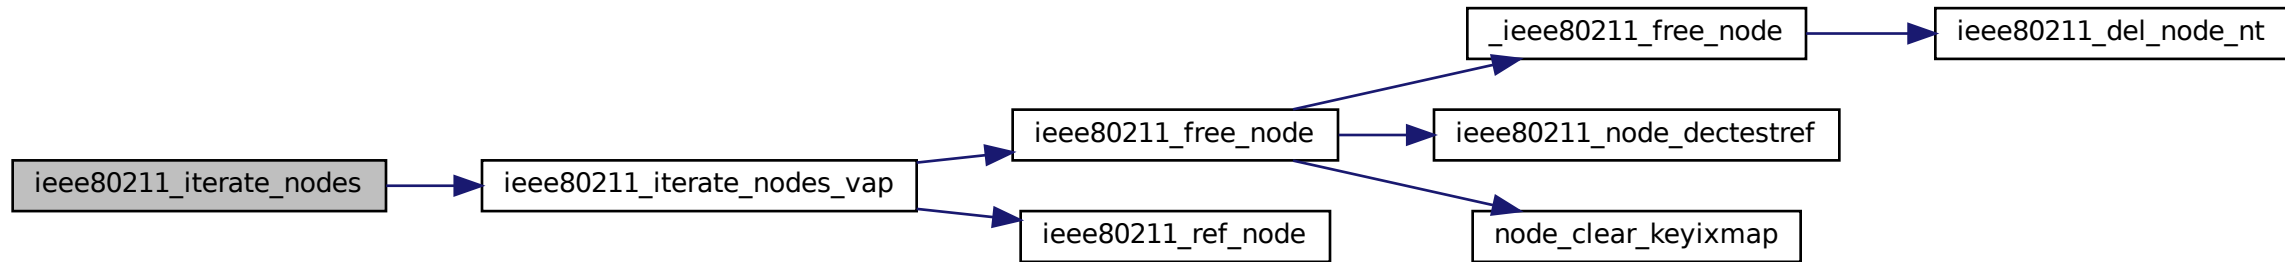 ieee80211_iterate_nodes
ieee80211_iterate_nodes_vap
ieee80211_free_node
_ieee80211_free_node
ieee80211_del_node_nt
ieee80211_node_dectestref
node_clear_keyixmap
ieee80211_ref_node